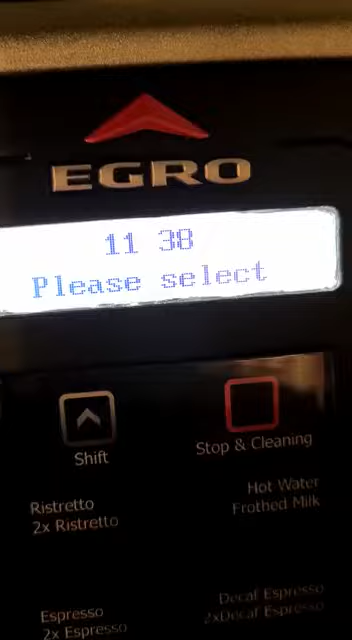 EGRO
11 38
Please select
Shift
Stop & Cleaning
Ristretto
2x Ristretto
Hot Water
Frothed Milk
Espresso
2x Espresso
Decaf Espresso
2xDecaf Espresso